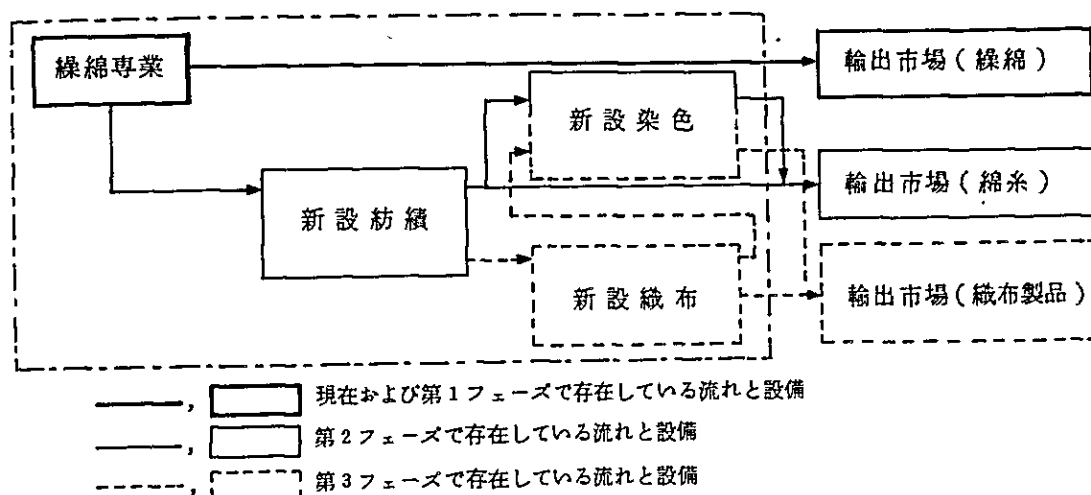 繰綿専業
輸出市場(繰綿)
新設染色
輸出市場(綿糸)
新設紡績
新設織布
輸出市場(織布製品)
現在および第1フェーズで存在している流れと設備
第2フェーズで存在している流れと設備
第3フェーズで存在している流れと設備